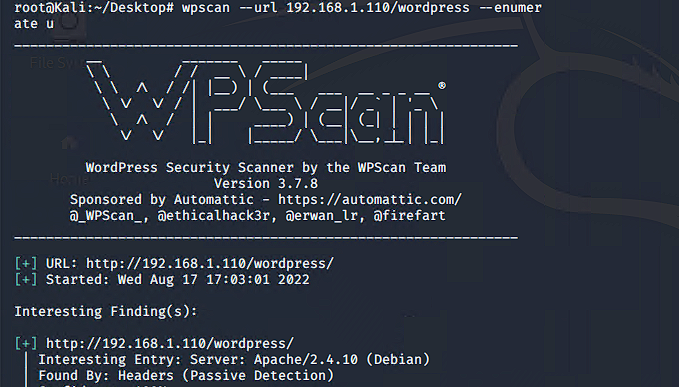 root@Kali:~/Desktop# wpscan --url 192.168.1.110/wordpress --enumer
ate u
WPScan ®
WordPress Security Scanner by the WPScan Team
Version 3.7.8
Sponsored by Automattic - https://automattic.com/
@_WPScan_, @ethicalhack3r, @erwan_lr, @firefart
[+] URL: http://192.168.1.110/wordpress/
[+] Started: Wed Aug 17 17:03:01 2022
Interesting Finding(s):
[+] http://192.168.1.110/wordpress/
| Interesting Entry: Server: Apache/2.4.10 (Debian)
| Found By: Headers (Passive Detection)